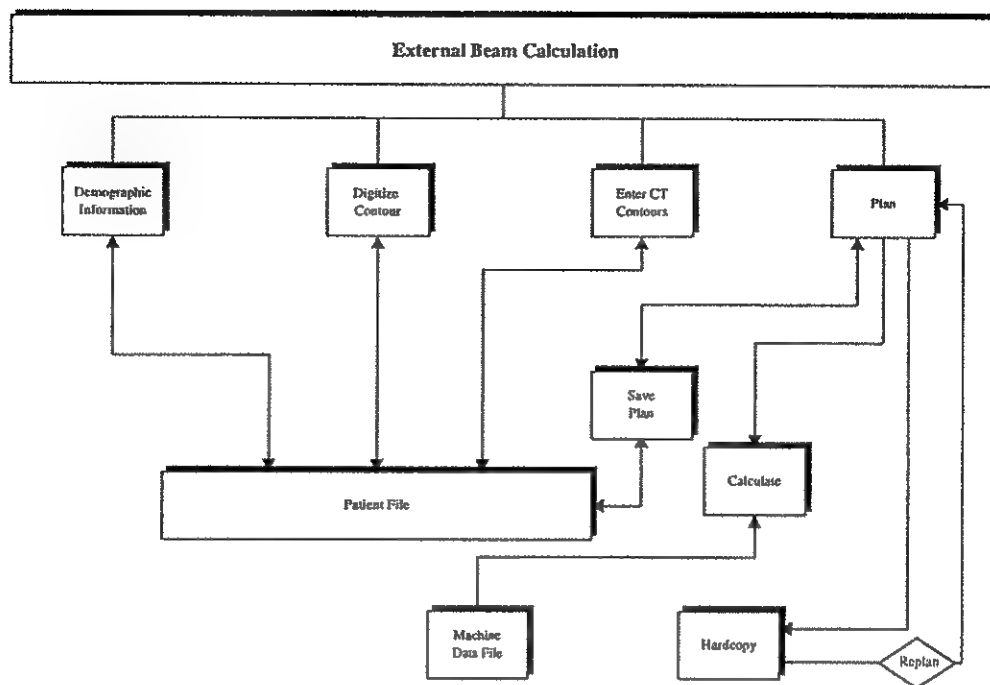 External Beam Calculation
Demographic
Information
Digitize
Contour
Enter CT
Contours
Plan
Save
Plan
Calculate
Patient File
Machine
Data File
Hardcopy
Replan